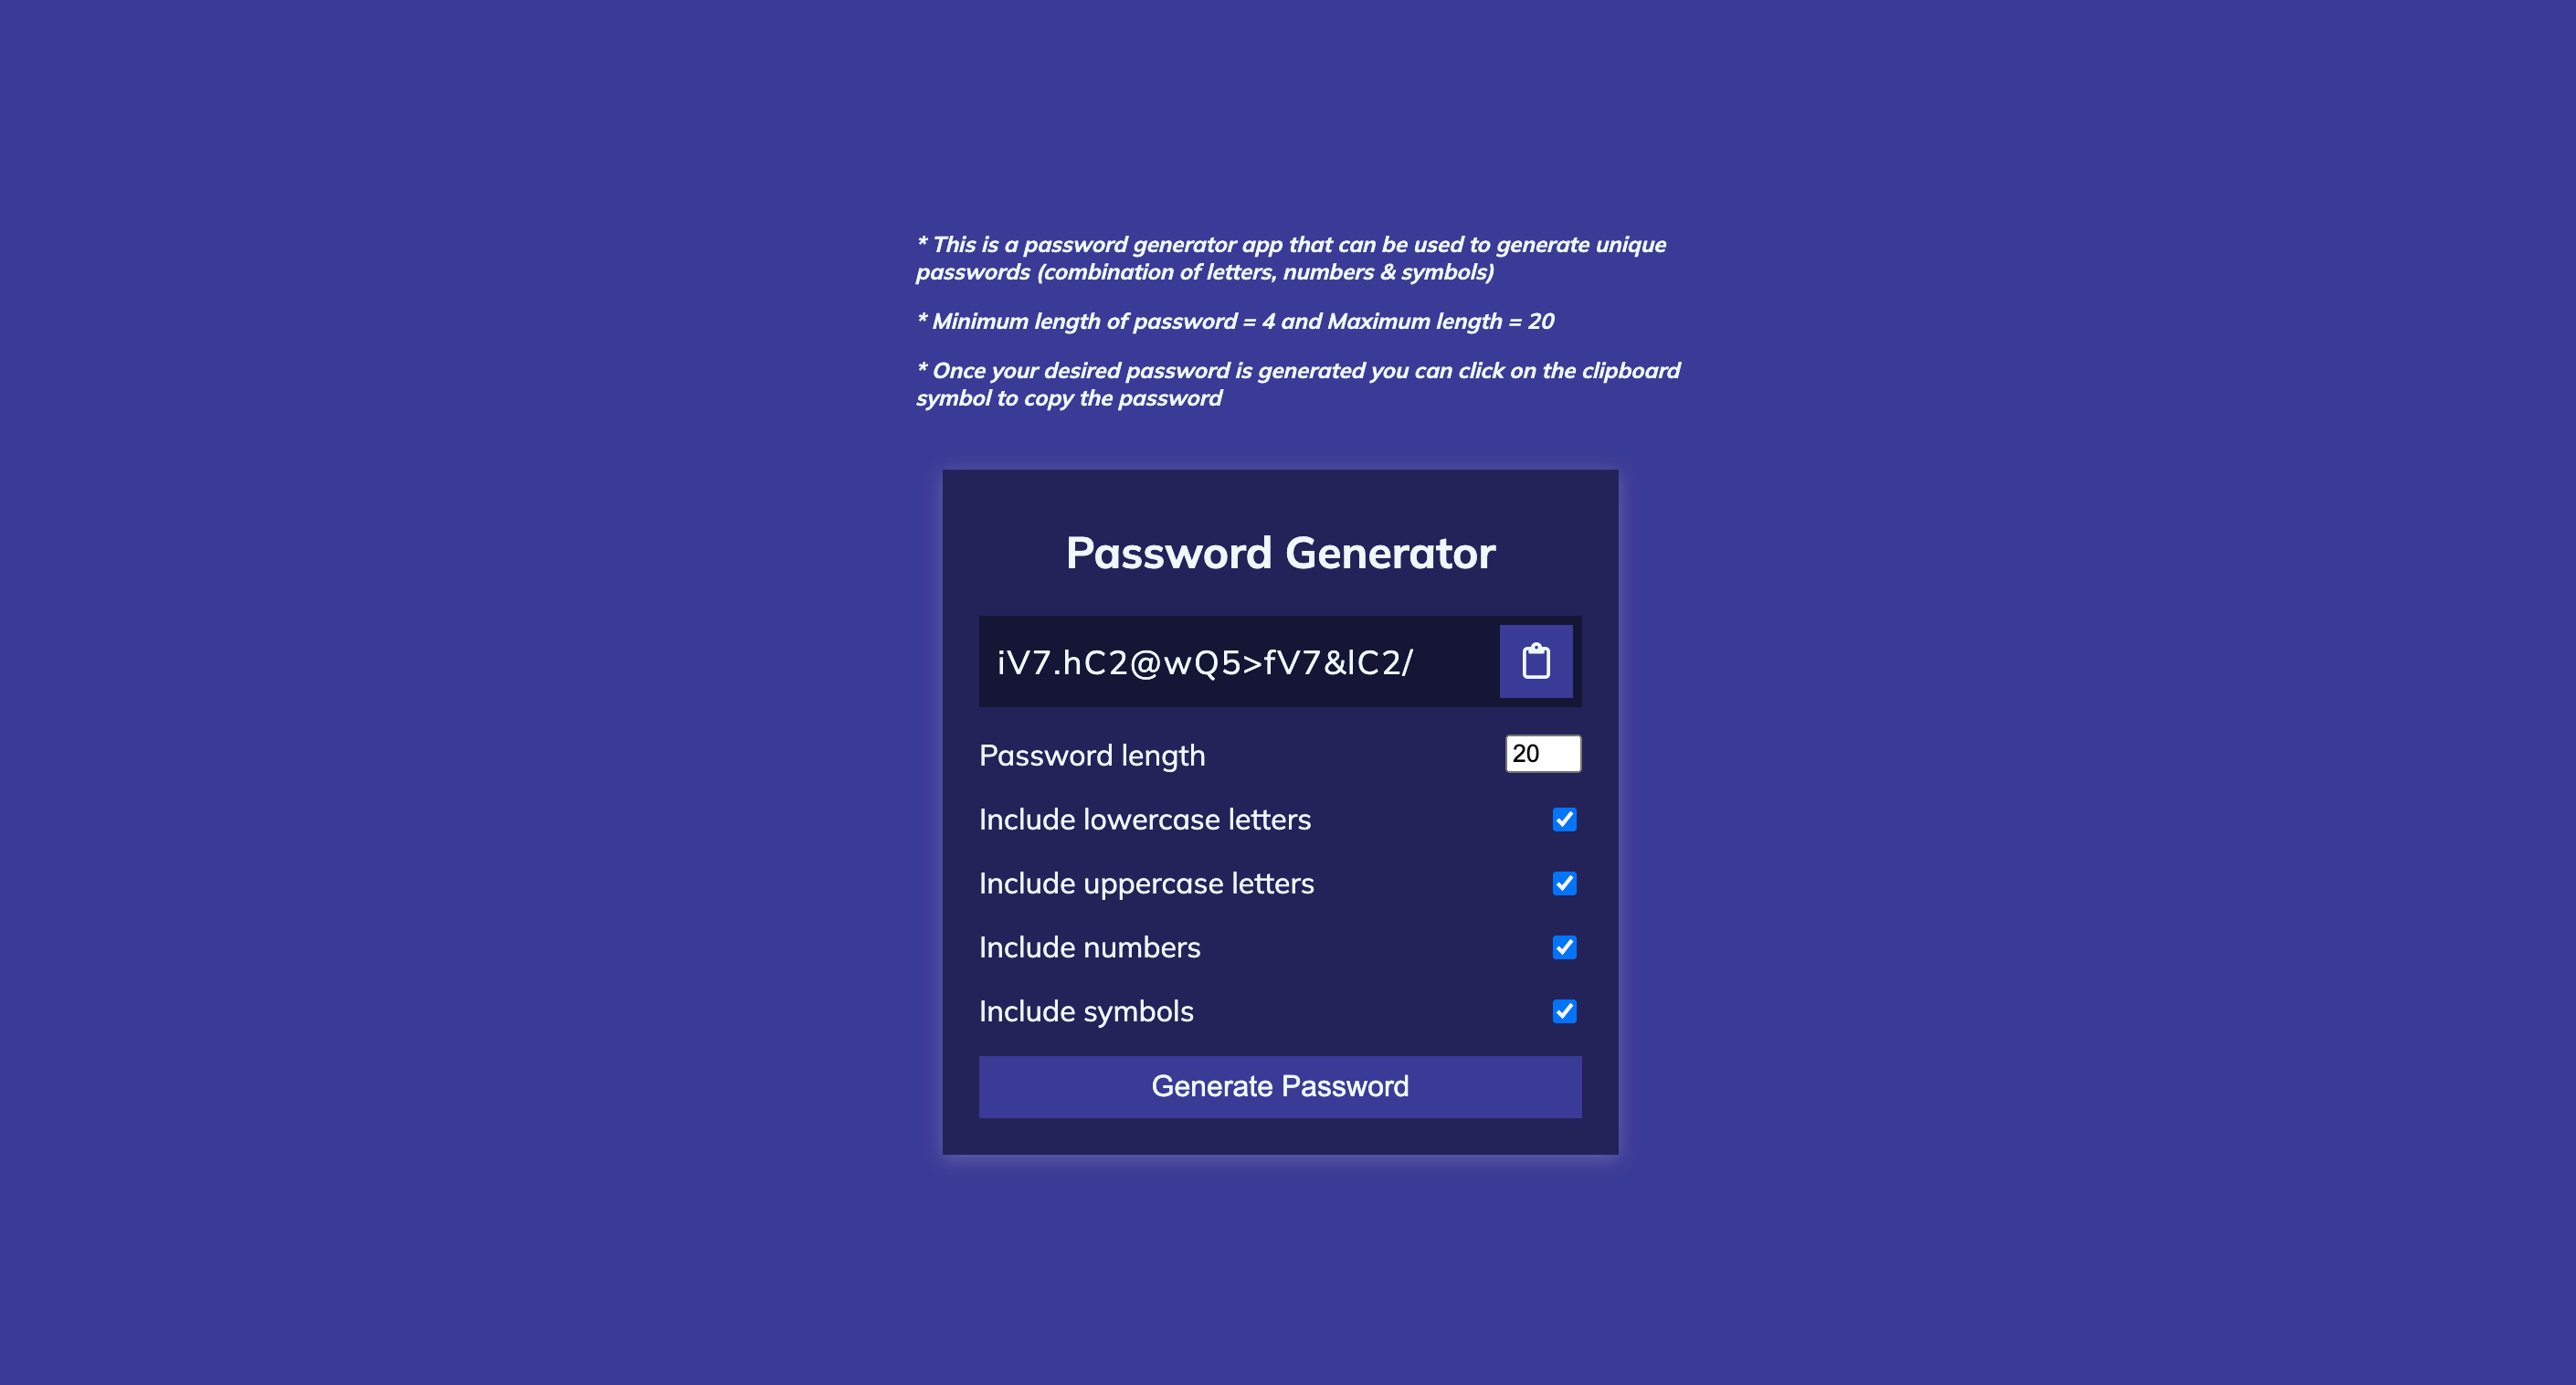 * This is a password generator app that can be used to generate unique
passwords (combination of letters, numbers & symbols)
* Minimum length of password = 4 and Maximum length = 20
* Once your desired password is generated you can click on the clipboard
symbol to copy the password
Password Generator
iV7.hC2@wQ5>fV7&lC2/
Password length 20
Include lowercase letters
Include uppercase letters
Include numbers
Include symbols
Generate Password